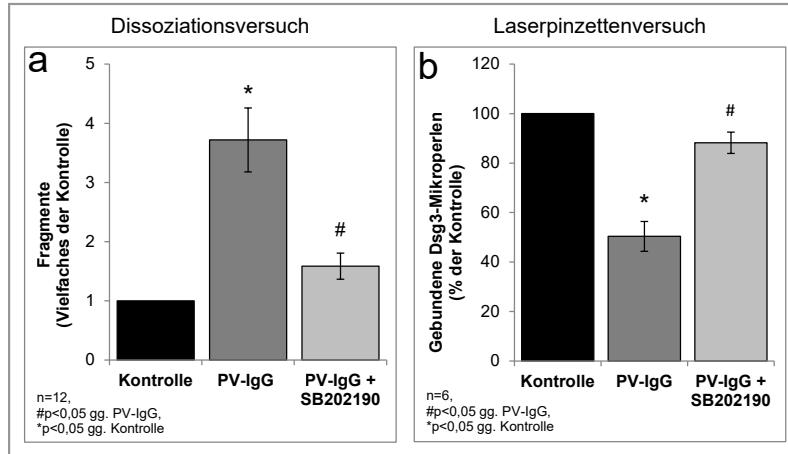 Dissoziationsversuch
a
Fragmente
(Vielfaches der Kontrolle)
5
4
3
2
1
0
*
#
Kontrolle
PV-IgG
PV-IgG +
SB202190
n=12,
#p<0,05 gg. PV-IgG,
*p<0,05 gg. Kontrolle
Laserpinzettenversuch
b
Gebundene Dsg3-Mikroperlen
(% der Kontrolle)
120
100
80
60
40
20
0
*
#
Kontrolle
PV-IgG
PV-IgG +
SB202190
n=6,
#p<0,05 gg. PV-IgG,
*p<0,05 gg. Kontrolle